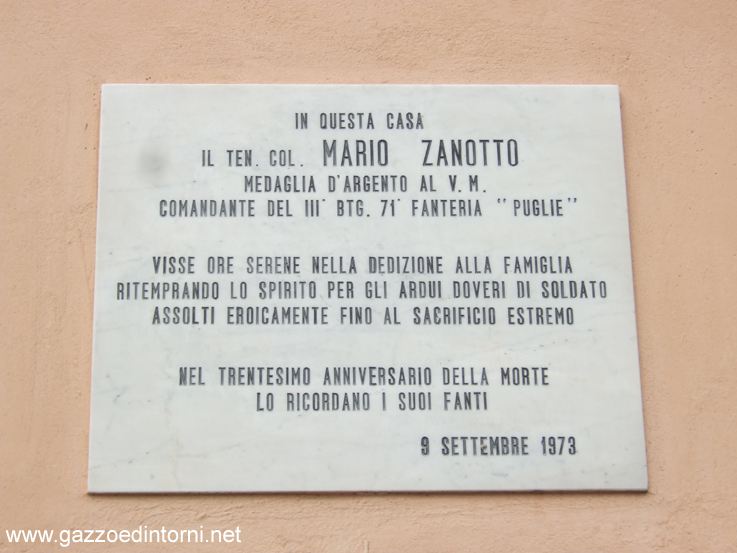 IN QUESTA CASA
IL TEN. COL. MARIO ZANOTTO
MEDAGLIA D'ARGENTO AL V. M.
COMANDANTE DEL III° BTG. 71° FANTERIA "PUGLIE"
VISSE ORE SERENE NELLA DEDIZIONE ALLA FAMIGLIA
RITEMPRANDO LO SPIRITO PER GLI ARDUI DOVERI DI SOLDATO
ASSOLTI EROICAMENTE FINO AL SACRIFICIO ESTREMO
NEL TRENTESIMO ANNIVERSARIO DELLA MORTE
LO RICORDANO I SUOI FANTI
9 SETTEMBRE 1973
www.gazzoedintorni.net